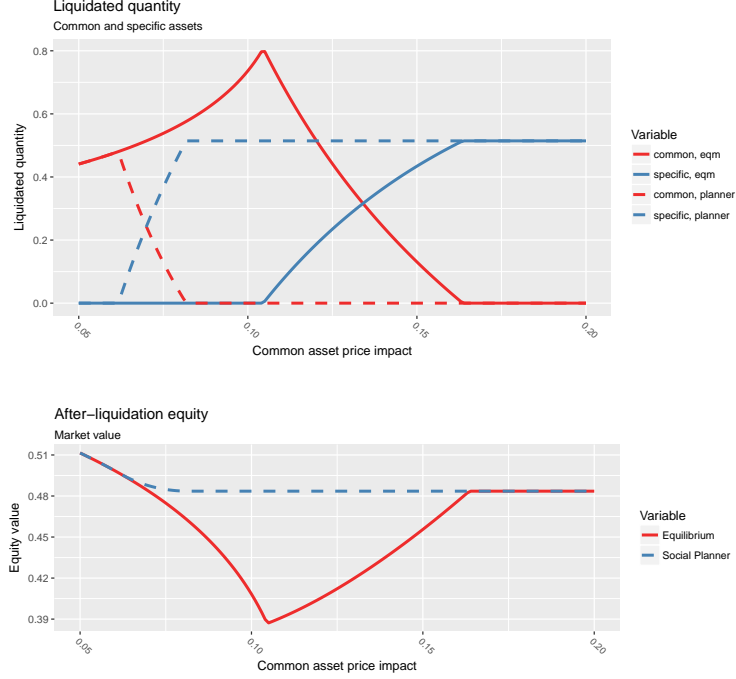 Liquidated quantity
Common and specific assets
0.8
0.6
0.4
0.2
0.0
Liquidated quantity
0.05
0.10
0.15
0.20
Common asset price impact
Variable
common, eqm
specific, eqm
common, planner
specific, planner
After−liquidation equity
Market value
0.51
0.48
0.45
0.42
0.39
Equity value
0.05
0.10
0.15
0.20
Common asset price impact
Variable
Equilibrium
Social Planner